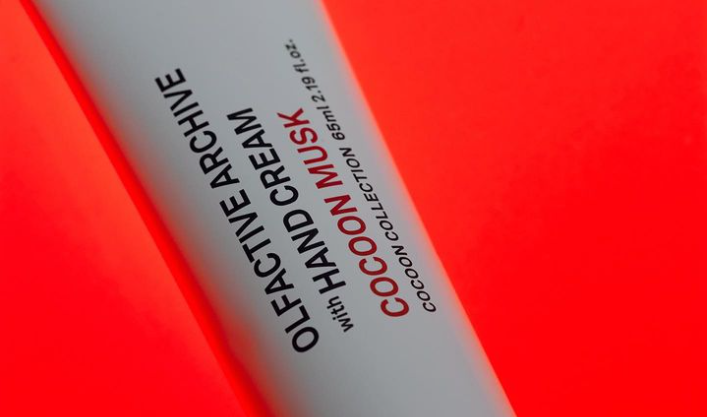 OLFACTIVE ARCHIVE
with HAND CREAM
COCOON MUSK
COCOON COLLECTION 65ml 2.19 fl.oz.